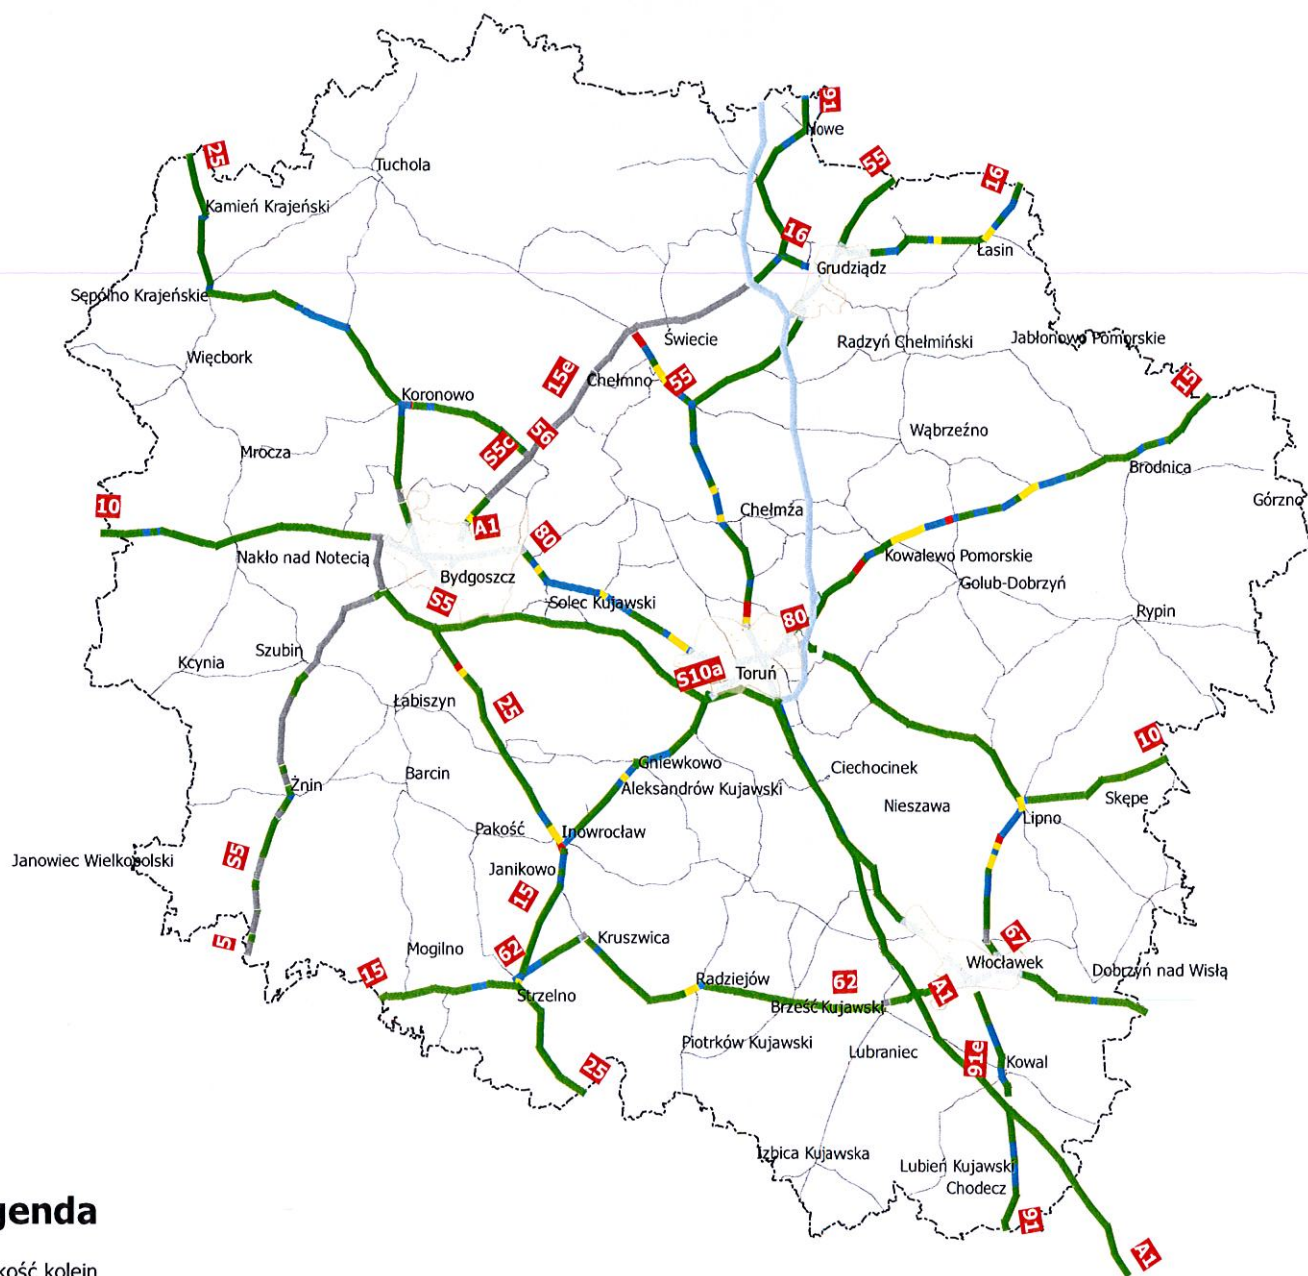 91
Nowe
25
Tuchola
55
16
Kamień Krajeński
16
Łasin
Grudziądz
Sępólno Krajeńskie
Świecie
Radzyń Chełmiński
Jabłonowo Pomorskie
Więcbork
15e
Chełmno
55
15
Koronowo
56
S5c
Wąbrzeźno
Mrocza
Brodnica
10
A1
80
Chełmża
Górzno
Nakło nad Notecią
Kowalewo Pomorskie
Bydgoszcz
Golub-Dobrzyń
S5
Solec Kujawski
80
Rypin
Szubin
Kcynia
S10a
Toruń
25
Łabiszyn
10
Gniewkowo
Ciechocinek
Barcin
Żnin
Aleksandrów Kujawski
Skępe
Nieszawa
Lipno
Pakość
Inowrocław
S5
Janowiec Wielkopolski
Janikowo
15
5
62
Kruszwica
67
Mogilno
Włocławek
15
Radziejów
62
Dobrzyń nad Wisłą
Strzelno
A1
Brześć Kujawski
Piotrków Kujawski
Lubraniec
91e
Kowal
25
Izbica Kujawska
Lubień Kujawski
Chodecz
91
A1
genda
kość kolein